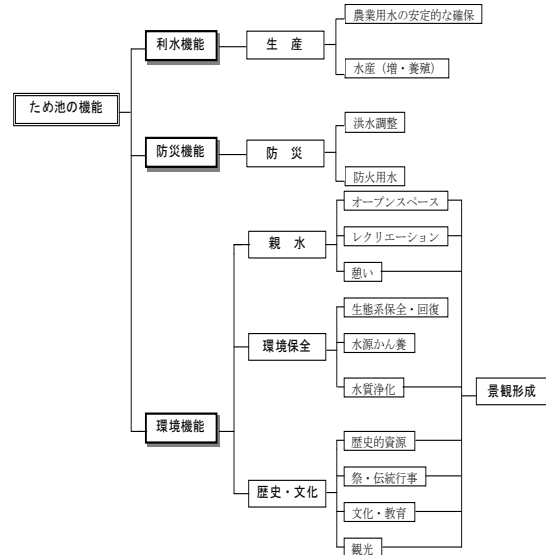 ため池の機能
利水機能
生 産
農業用水の安定的な確保
水産（増・養殖）
防災機能
防 災
洪水調整
防火用水
環境機能
親 水
オープンスペース
レクリエーション
憩い
環境保全
生態系保全・回復
水源かん養
水質浄化
歴史・文化
歴史的資源
祭・伝統行事
文化・教育
観光
景観形成